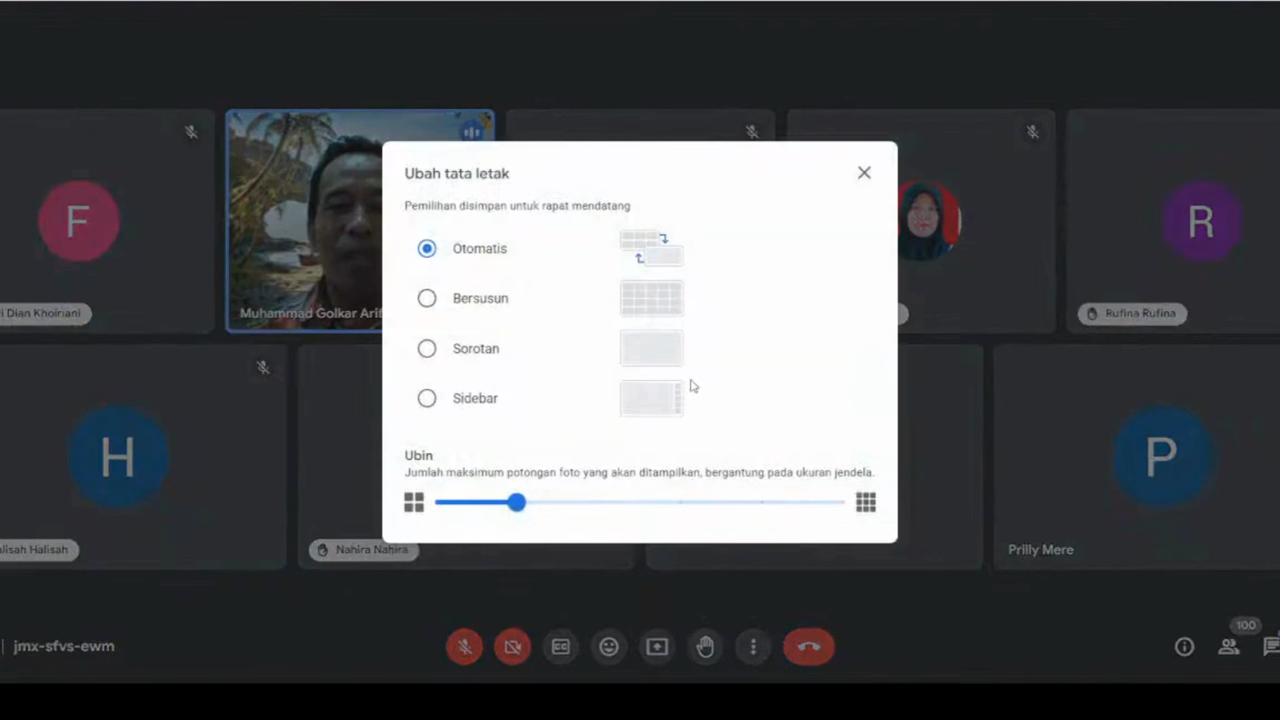 Ubah tata letak
Pemilihan disimpan untuk rapat mendatang
Otomatis
Bersusun
Sorotan
Sidebar
Ubin
Jumlah maksimum potongan foto yang akan ditampilkan, bergantung pada ukuran jendela.
F
R
i Dian Khoiriani
Muhammad Golkar Arif
Rufina Rufina
H
P
alisah Halisah
Nahira Nahira
Prilly Mere
jmx-sfvs-ewm
CC
100